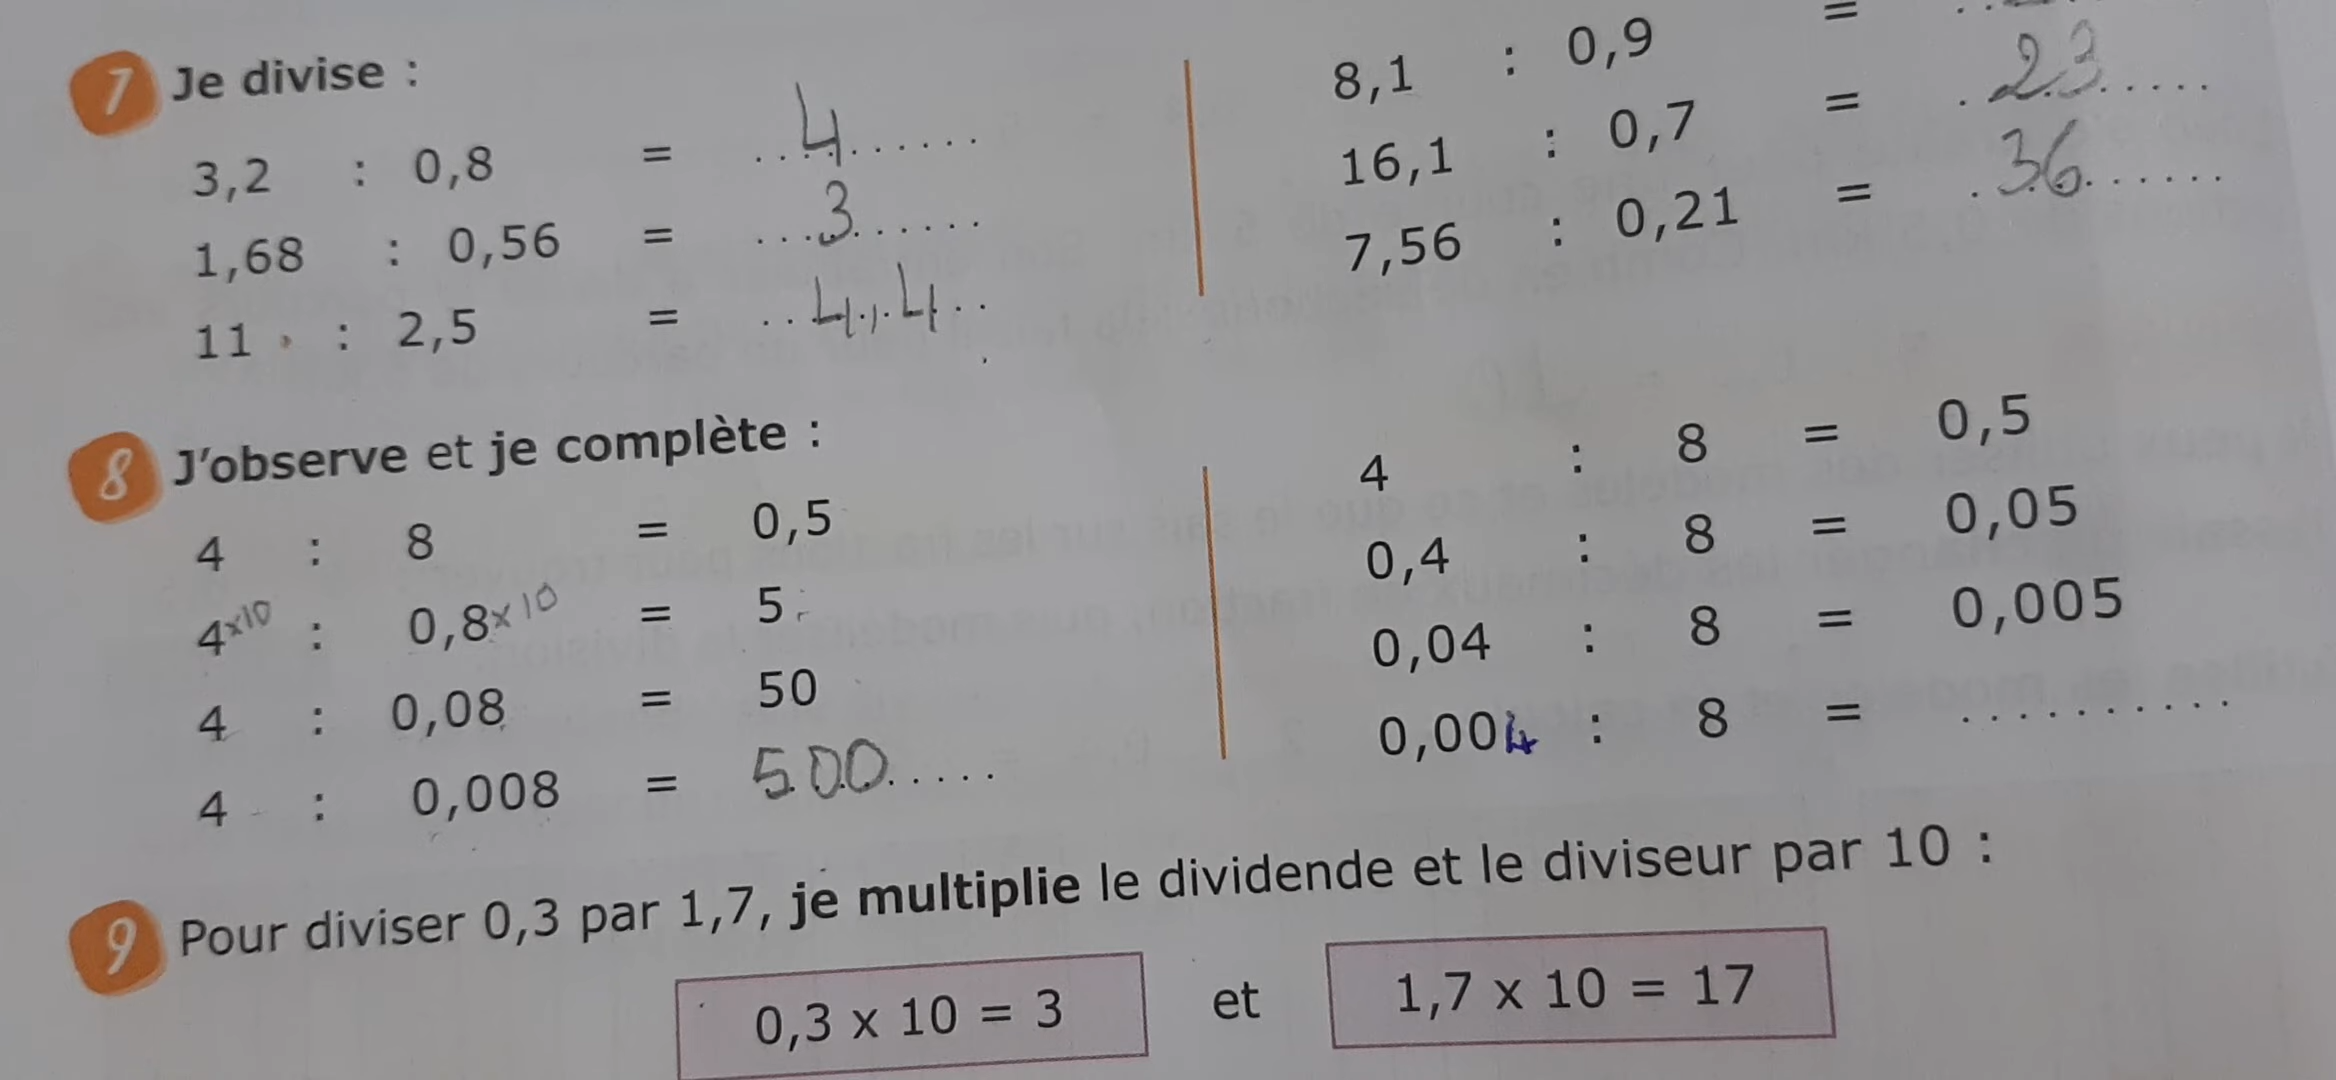 7 Je divise :
3,2 : 0,8 = 4
1,68 : 0,56 = 3
11 : 2,5 = 4,4
8,1 : 0,9 =
16,1 : 0,7 = 23
7,56 : 0,21 = 36
8 J'observe et je complète :
4 : 8 = 0,5
4 x10 : 0,8 x 10 = 5
4 : 0,08 = 50
4 : 0,008 = 500
4 : 8 = 0,5
0,4 : 8 = 0,05
0,04 : 8 = 0,005
0,004 : 8 = ..........
9 Pour diviser 0,3 par 1,7, je multiplie le dividende et le diviseur par 10 :
0,3 x 10 = 3 et 1,7 x 10 = 17